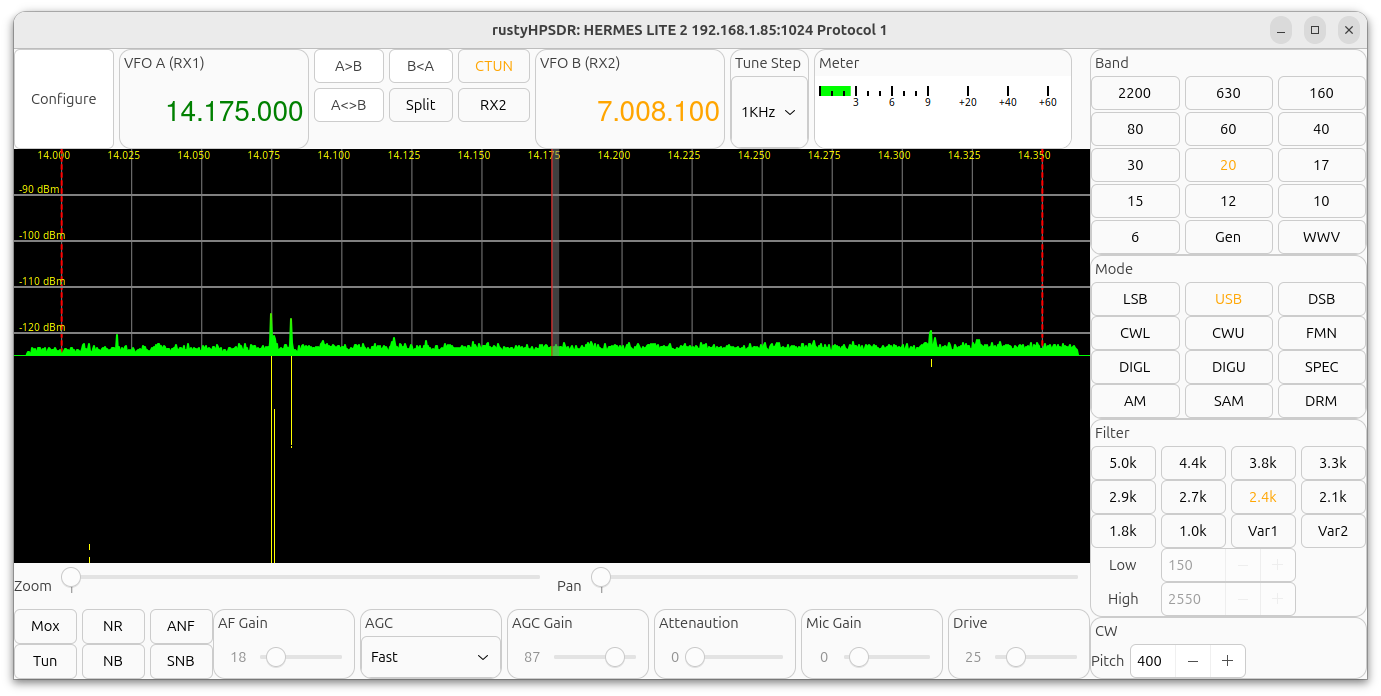 rustyHPSDR: HERMES LITE 2 192.168.1.85:1024 Protocol 1
Configure
VFO A (RX1)
14.175.000
A>B B<A CTUN
A<>B Split RX2
VFO B (RX2)
7.008.100
Tune Step
1KHz
Meter
3 6 9 +20 +40 +60
14.000 14.025 14.050 14.075 14.100 14.125 14.150 14.175 14.200 14.225 14.250 14.275 14.300 14.325 14.350
-90 dBm
-100 dBm
-110 dBm
-120 dBm
Zoom
Pan
Mox NR ANF
Tun NB SNB
AF Gain
18
AGC
Fast
AGC Gain
87
Attenaution
0
Mic Gain
0
Drive
25
Band
2200 630 160
80 60 40
30 20 17
15 12 10
6 Gen WWV
Mode
LSB USB DSB
CWL CWU FMN
DIGL DIGU SPEC
AM SAM DRM
Filter
5.0k 4.4k 3.8k 3.3k
2.9k 2.7k 2.4k 2.1k
1.8k 1.0k Var1 Var2
Low 150 − +
High 2550 − +
CW
Pitch 400 − +